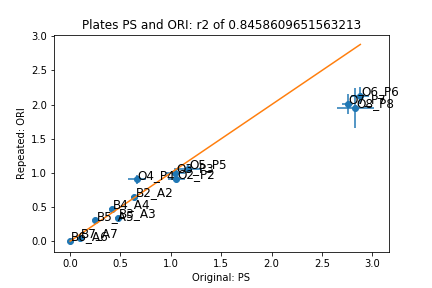 Plates PS and ORI: r2 of 0.8458609651563213
Repeated: ORI
3.0
2.5
2.0
1.5
1.0
0.5
0.0
O6_P6
O8_P8
O5_P5
O4_P4
O2_P2
B2_A2
B4_A4
B3_A3
B5_A5
B7_A7
B6_A6
0.0 0.5 1.0 1.5 2.0 2.5 3.0
Original: PS